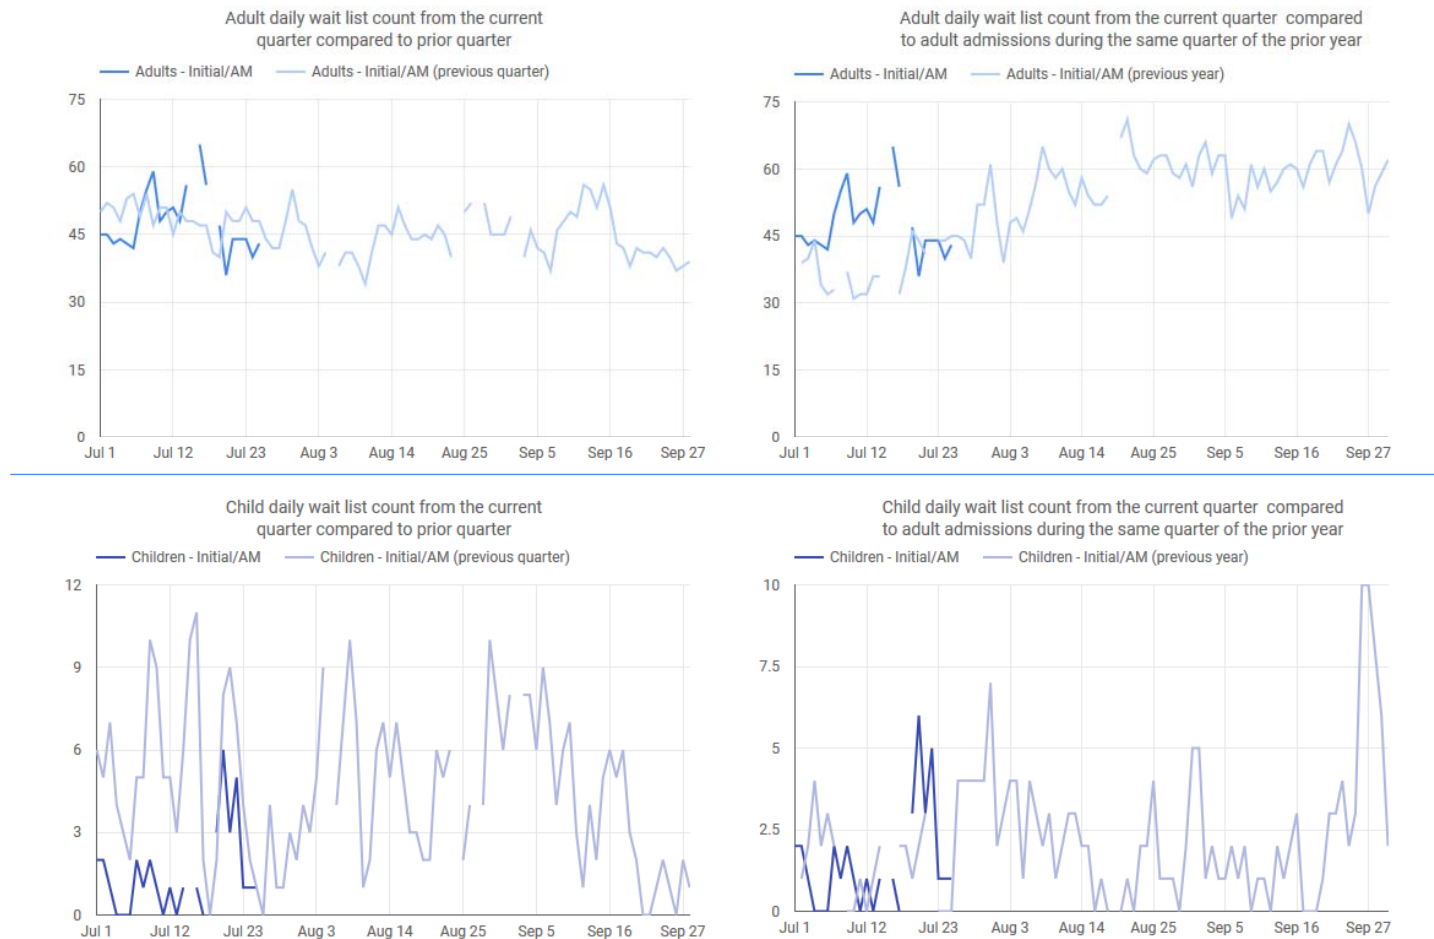 Adult daily wait list count from the current
quarter compared to prior quarter
Adults - Initial/AM
Adults - Initial/AM (previous quarter)
75
60
45
30
15
0
Jul 1
Jul 12
Jul 23
Aug 3
Aug 14
Aug 25
Sep 5
Sep 16
Sep 27
Adult daily wait list count from the current quarter compared
to adult admissions during the same quarter of the prior year
Adults - Initial/AM
Adults - Initial/AM (previous year)
75
60
45
30
15
0
Jul 1
Jul 12
Jul 23
Aug 3
Aug 14
Aug 25
Sep 5
Sep 16
Sep 27
Child daily wait list count from the current
quarter compared to prior quarter
Children - Initial/AM
Children - Initial/AM (previous quarter)
12
9
6
3
0
Jul 1
Jul 12
Jul 23
Aug 3
Aug 14
Aug 25
Sep 5
Sep 16
Sep 27
Child daily wait list count from the current quarter compared
to adult admissions during the same quarter of the prior year
Children - Initial/AM
Children - Initial/AM (previous year)
10
7.5
5
2.5
0
Jul 1
Jul 12
Jul 23
Aug 3
Aug 14
Aug 25
Sep 5
Sep 16
Sep 27